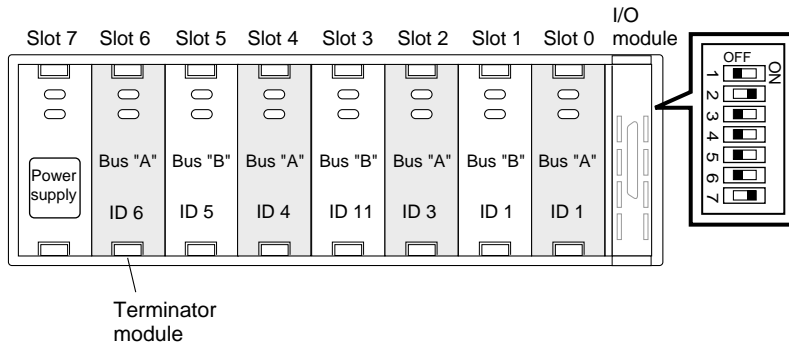 I/O
module
Slot 7 Slot 6 Slot 5 Slot 4 Slot 3 Slot 2 Slot 1 Slot 0
OFF
ON
1
2
3
4
5
6
7
Power
supply
Bus "A" Bus "B" Bus "A" Bus "B" Bus "A" Bus "B" Bus "A"
ID 6 ID 5 ID 4 ID 11 ID 3 ID 1 ID 1
Terminator
module